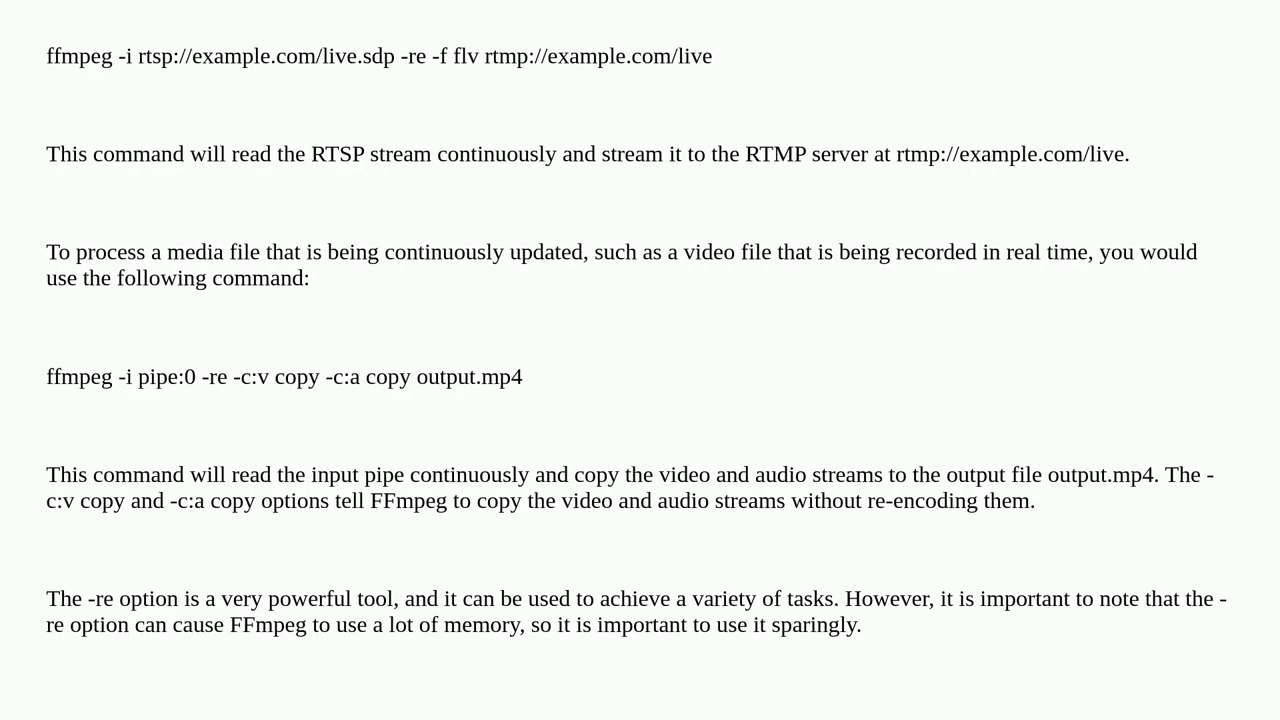 ffmpeg -i rtsp://example.com/live.sdp -re -f flv rtmp://example.com/live
This command will read the RTSP stream continuously and stream it to the RTMP server at rtmp://example.com/live.
To process a media file that is being continuously updated, such as a video file that is being recorded in real time, you would
use the following command:
ffmpeg -i pipe:0 -re -c:v copy -c:a copy output.mp4
This command will read the input pipe continuously and copy the video and audio streams to the output file output.mp4. The -
c:v copy and -c:a copy options tell FFmpeg to copy the video and audio streams without re-encoding them.
The -re option is a very powerful tool, and it can be used to achieve a variety of tasks. However, it is important to note that the -
re option can cause FFmpeg to use a lot of memory, so it is important to use it sparingly.